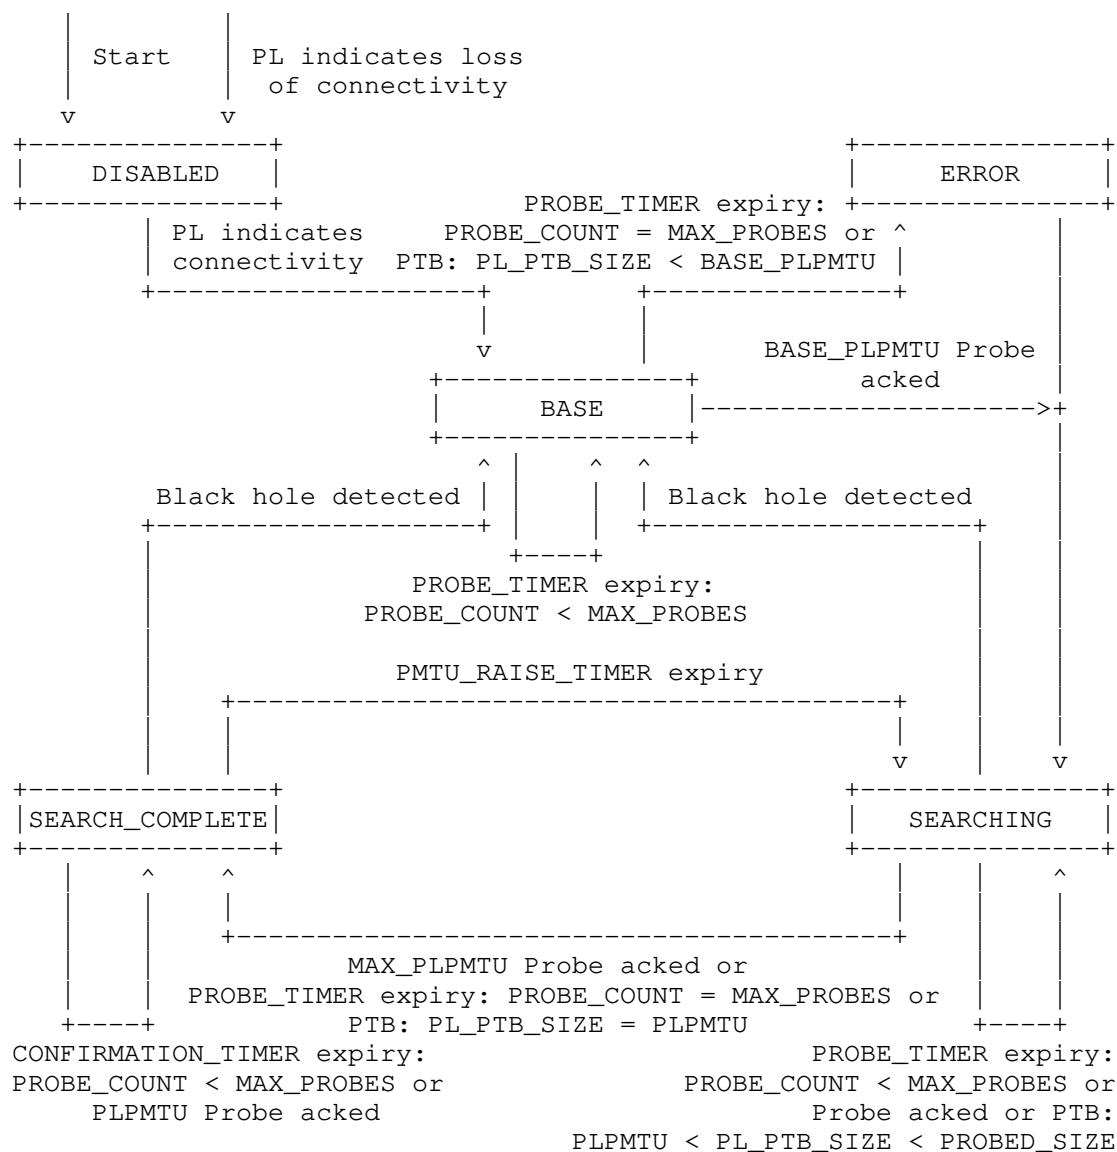 Start PL indicates loss
of connectivity
DISABLED ERROR
PROBE_TIMER expiry:
PL indicates PROBE_COUNT = MAX_PROBES or
connectivity PTB: PL_PTB_SIZE < BASE_PLPMTU
BASE_PLPMTU Probe
acked
BASE
Black hole detected Black hole detected
PROBE_TIMER expiry:
PROBE_COUNT < MAX_PROBES
PMTU_RAISE_TIMER expiry
SEARCH_COMPLETE SEARCHING
MAX_PLPMTU Probe acked or
PROBE_TIMER expiry: PROBE_COUNT = MAX_PROBES or
PTB: PL_PTB_SIZE = PLPMTU
CONFIRMATION_TIMER expiry: PROBE_TIMER expiry:
PROBE_COUNT < MAX_PROBES or PROBE_COUNT < MAX_PROBES or
PLPMTU Probe acked Probe acked or PTB:
PLPMTU < PL_PTB_SIZE < PROBED_SIZE